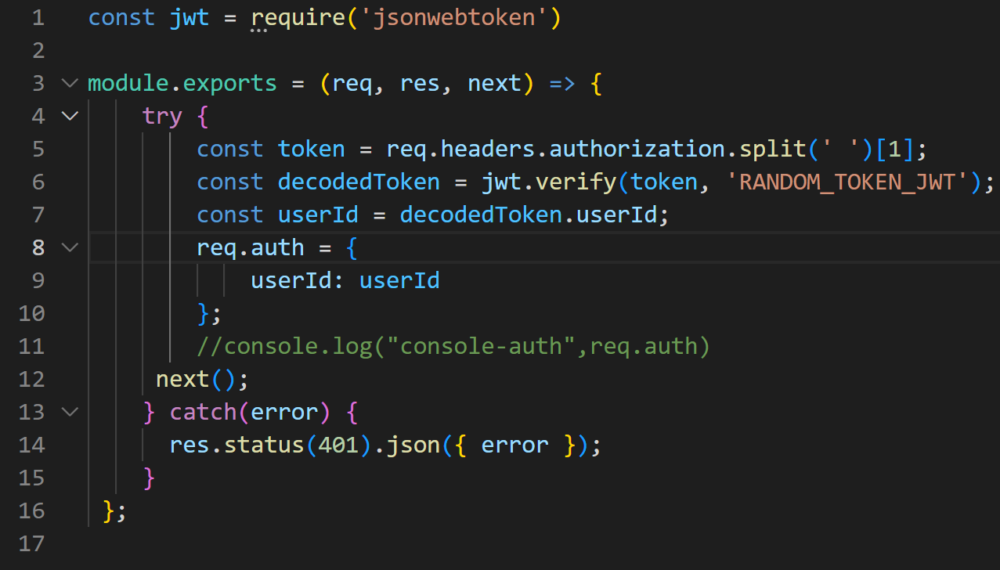 1 const jwt = require('jsonwebtoken')
2
3 module.exports = (req, res, next) => {
4     try {
5         const token = req.headers.authorization.split(' ')[1];
6         const decodedToken = jwt.verify(token, 'RANDOM_TOKEN_JWT');
7         const userId = decodedToken.userId;
8         req.auth = {
9             userId: userId
10         };
11         //console.log("console-auth",req.auth)
12      next();
13     } catch(error) {
14       res.status(401).json({ error });
15     }
16  };
17